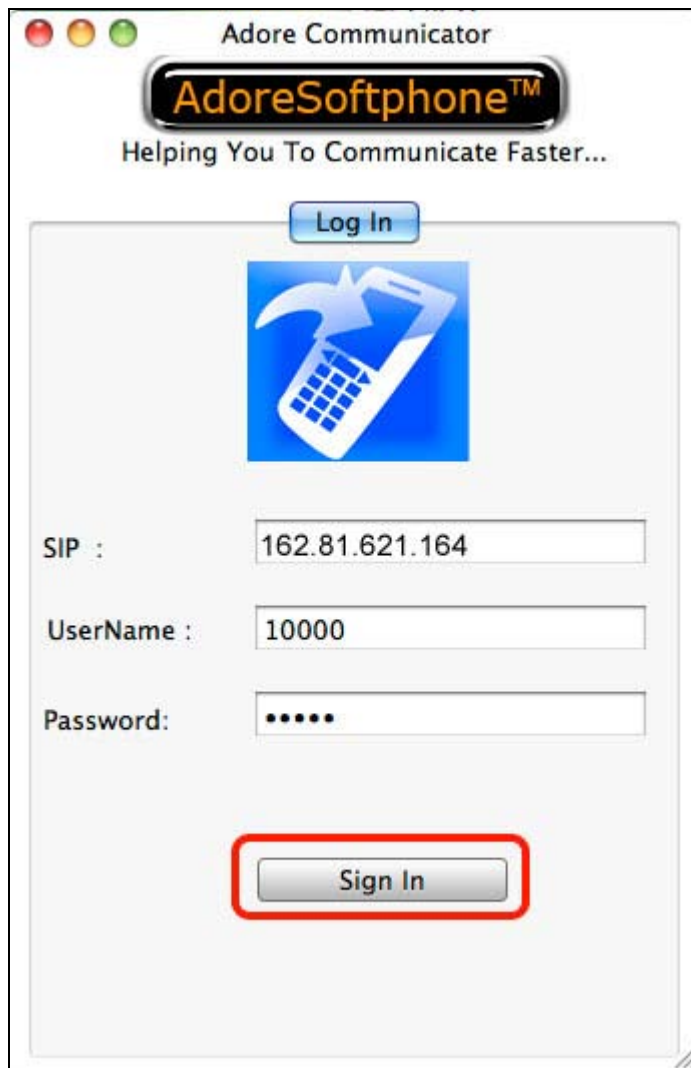 Adore Communicator
AdoreSoftphone™
Helping You To Communicate Faster...
Log In
SIP : 162.81.621.164
UserName : 10000
Password: •••••
Sign In